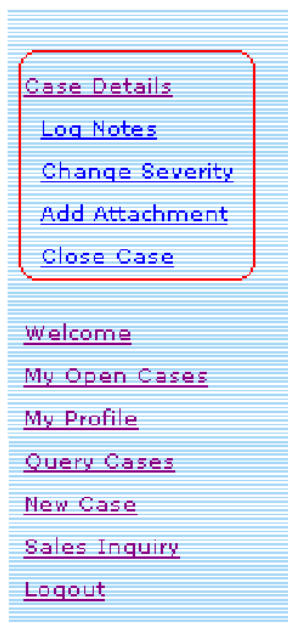 Case Details
Log Notes
Change Severity
Add Attachment
Close Case
Welcome
My Open Cases
My Profile
Query Cases
New Case
Sales Inquiry
Logout